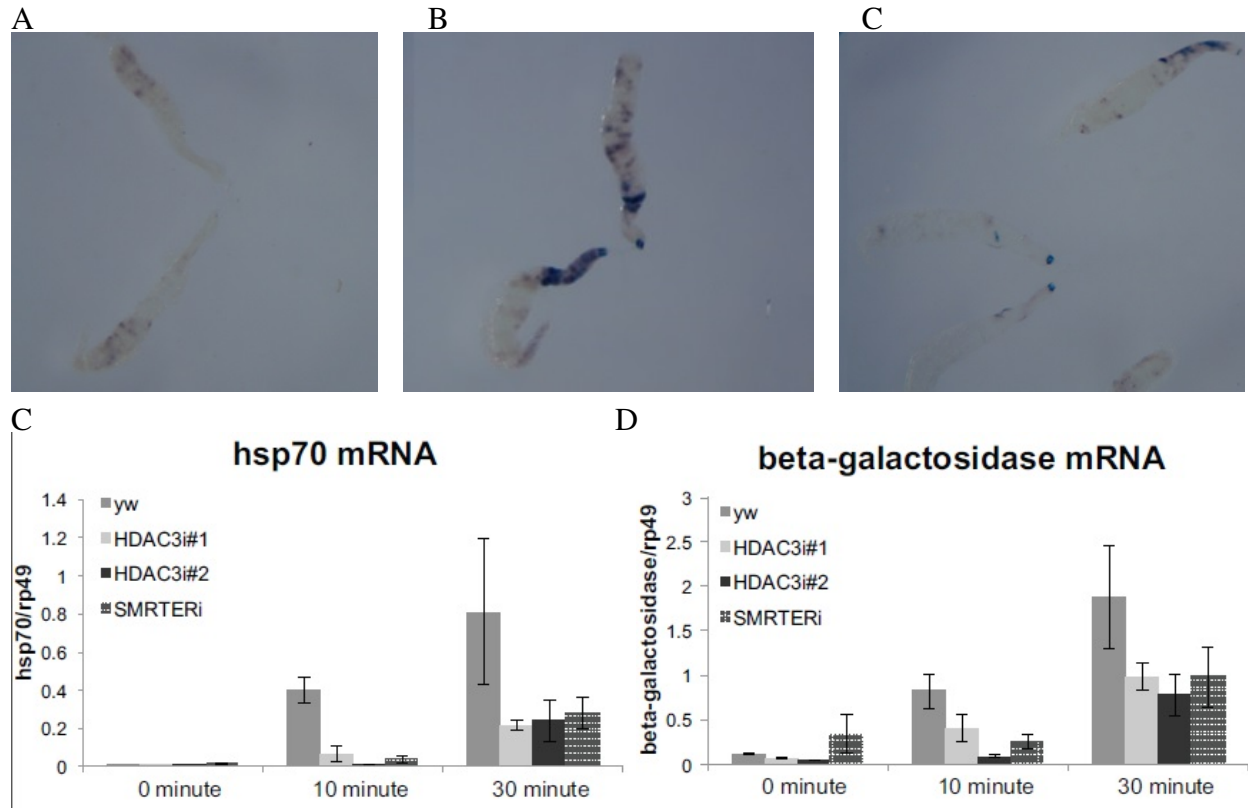 A
B
C
C
hsp70 mRNA
hsp70/rp49
1.4
1.2
1
0.8
0.6
0.4
0.2
0
yw
HDAC3i#1
HDAC3i#2
SMRTERi
0 minute
10 minute
30 minute
D
beta-galactosidase mRNA
beta-galactosidase/rp49
3
2.5
2
1.5
1
0.5
0
yw
HDAC3i#1
HDAC3i#2
SMRTERi
0 minute
10 minute
30 minute